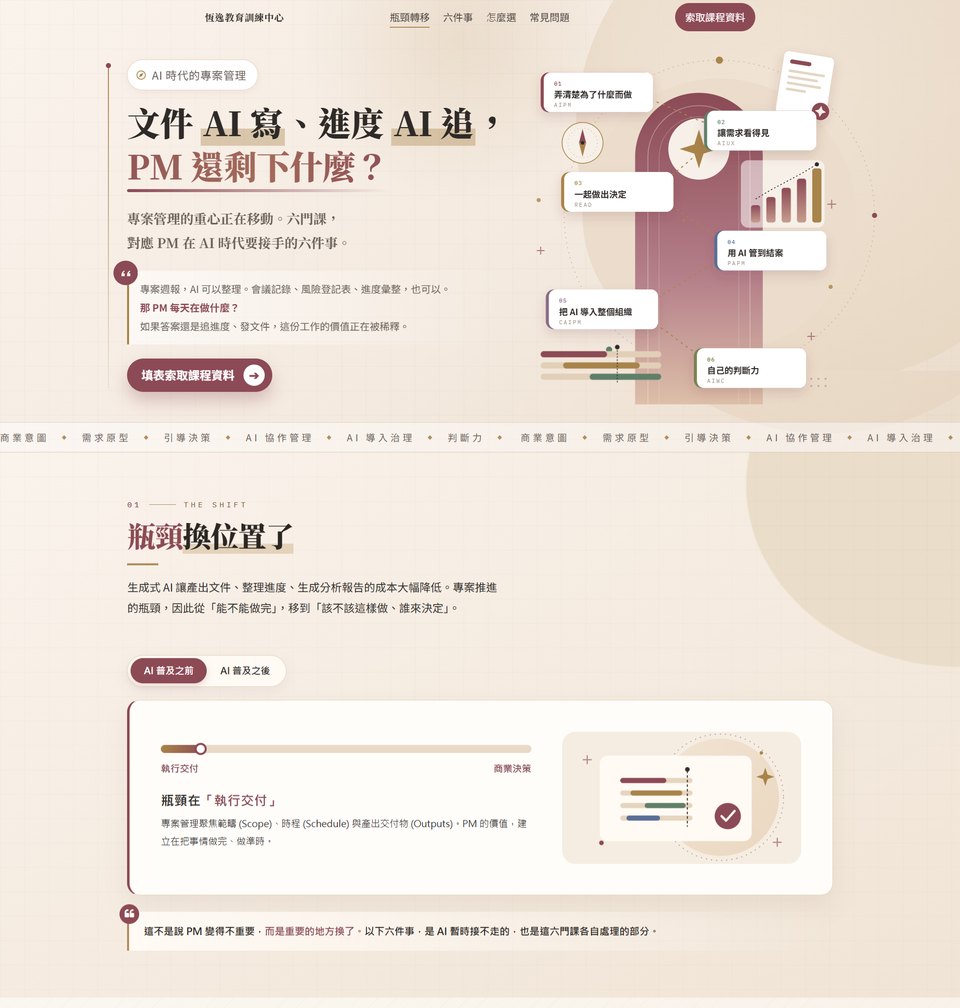 恆逸教育訓練中心
瓶頸轉移 六件事 怎麼選 常見問題
索取課程資料
AI 時代的專案管理
文件 AI 寫、進度 AI 追，
PM 還剩下什麼？
專案管理的重心正在移動。六門課，
對應 PM 在 AI 時代要接手的六件事。
專案週報，AI 可以整理。會議記錄、風險登記表、進度彙整，也可以。
那 PM 每天在做什麼？
如果答案還是追進度、發文件，這份工作的價值正在被稀釋。
填表索取課程資料
01
弄清楚為了什麼而做
AIPM
02
讓需求看得見
AIUX
03
一起做出決定
READ
04
用 AI 管到結案
PAPM
05
把 AI 導入整個組織
CAIPM
06
自己的判斷力
AIWC
商業意圖 ◆ 需求原型 ◆ 引導決策 ◆ AI 協作管理 ◆ AI 導入治理 ◆ 判斷力 ◆ 商業意圖 ◆ 需求原型 ◆ 引導決策 ◆ AI 協作管理 ◆ AI 導入治理 ◆
01 THE SHIFT
瓶頸換位置了
生成式 AI 讓產出文件、整理進度、生成分析報告的成本大幅降低。專案推進
的瓶頸，因此從「能不能做完」，移到「該不該這樣做、誰來決定」。
AI 普及之前 AI 普及之後
執行交付 商業決策
瓶頸在「執行交付」
專案管理聚焦範疇 (Scope)、時程 (Schedule) 與產出交付物 (Outputs)。PM 的價值，建
立在把事情做完、做準時。
這不是說 PM 變得不重要，而是重要的地方換了。以下六件事，是 AI 暫時接不走的，也是這六門課各自處理的部分。